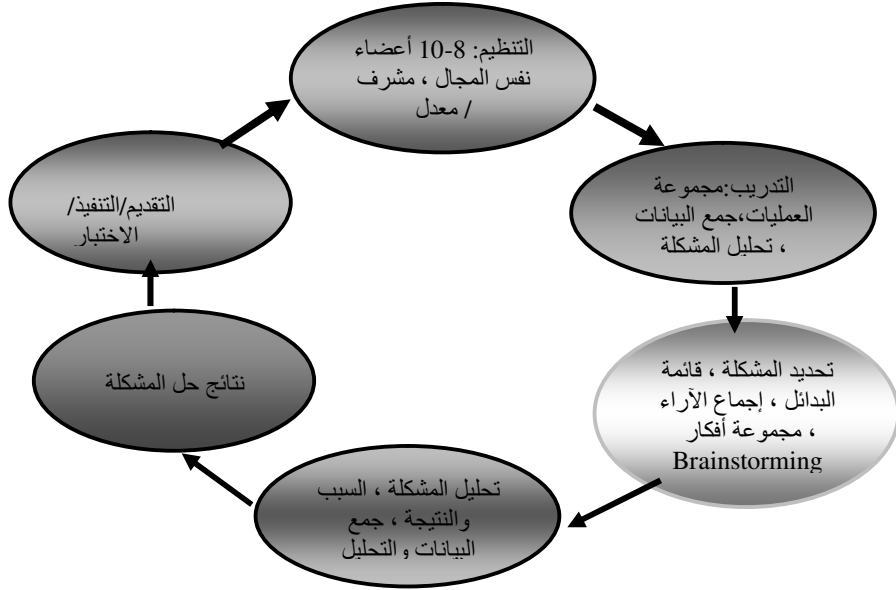 التنظيم: 8-10 أعضاء
نفس المجال ، مشرف
/ معدل
التدريب:مجموعة
العمليات،جمع البيانات
، تحليل المشكلة
تحديد المشكلة ، قائمة
البدائل ، إجماع الآراء
، مجموعة أفكار
Brainstorming
تحليل المشكلة ، السبب
والنتيجة ، جمع
البيانات والتحليل
نتائج حل المشكلة
التقديم/التنفيذ/
الاختبار